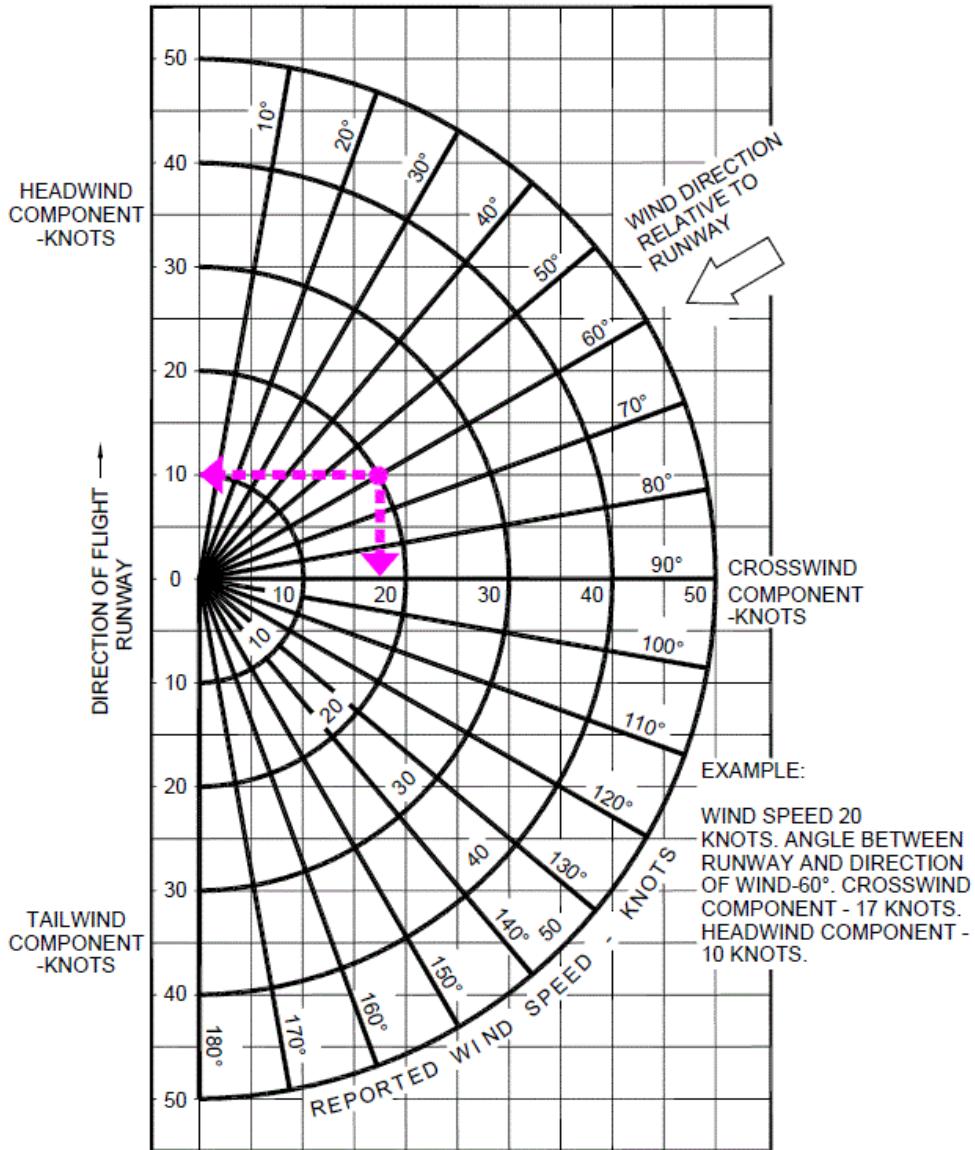 50
10°
20°
30°
40°
50°
60°
70°
80°
90°
100°
110°
120°
130°
140°
150°
160°
170°
180°
HEADWIND
COMPONENT
-KNOTS
40
30
20
10
0
10
20
30
40
50
WIND DIRECTION
RELATIVE TO
RUNWAY
DIRECTION OF FLIGHT
RUNWAY
10
20
30
40
50
CROSSWIND
COMPONENT
-KNOTS
10
20
30
40
50
TAILWIND
COMPONENT
-KNOTS
REPORTED WIND SPEED - KNOTS
EXAMPLE:
WIND SPEED 20
KNOTS. ANGLE BETWEEN
RUNWAY AND DIRECTION
OF WIND-60°. CROSSWIND
COMPONENT - 17 KNOTS.
HEADWIND COMPONENT -
10 KNOTS.